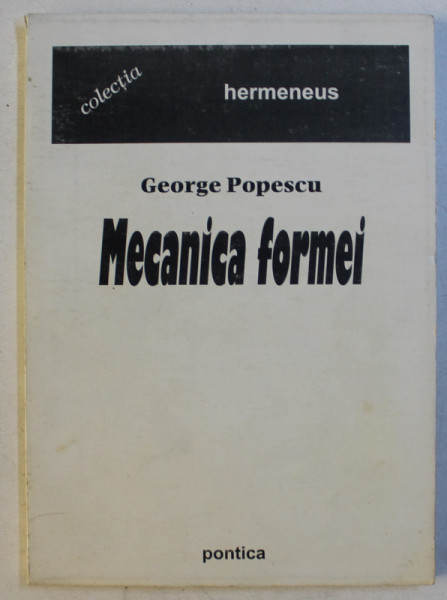 colecția
hermeneus
George Popescu
Mecanica formei
pontica